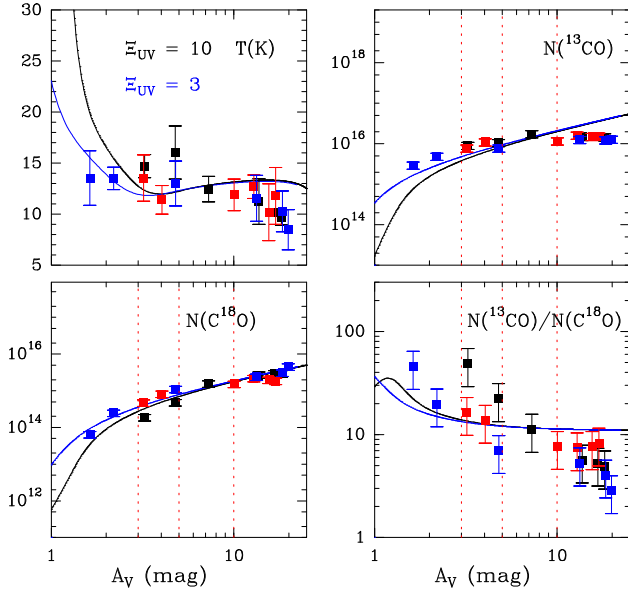 30
25
20
15
10
5
Ξ_UV = 10 T(K)
Ξ_UV = 3
10^18
10^16
10^14
N(^13CO)
10^16
10^14
10^12
N(C^18O)
1
10
A_V (mag)
100
10
1
N(^13CO)/N(C^18O)
1
10
A_V (mag)